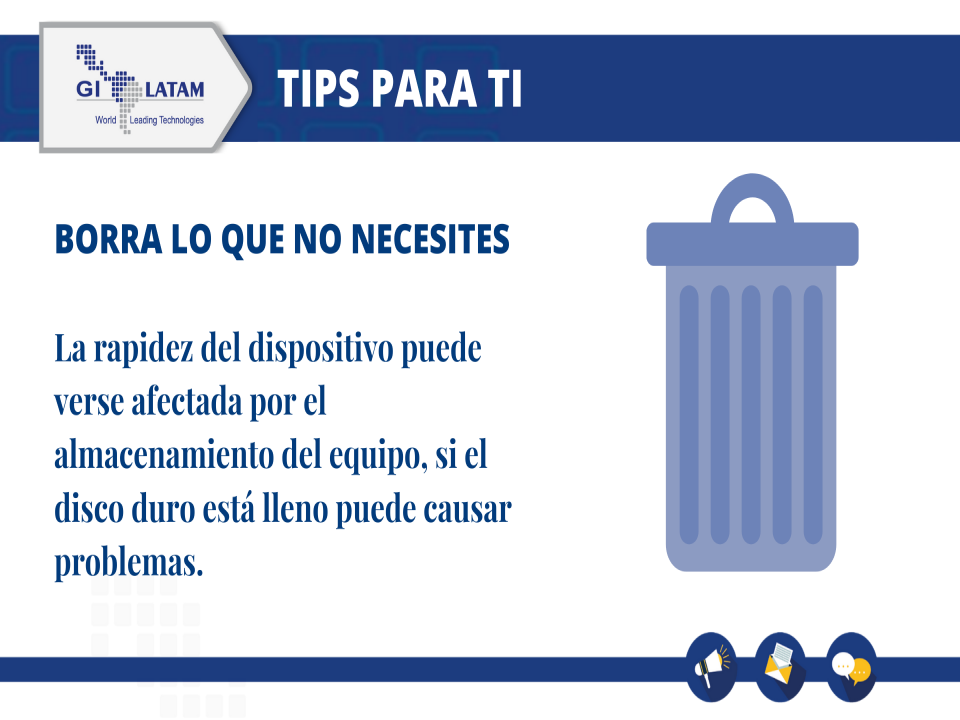 GI LATAM
World Leading Technologies
TIPS PARA TI
BORRA LO QUE NO NECESITES
La rapidez del dispositivo puede
verse afectada por el
almacenamiento del equipo, si el
disco duro está lleno puede causar
problemas.